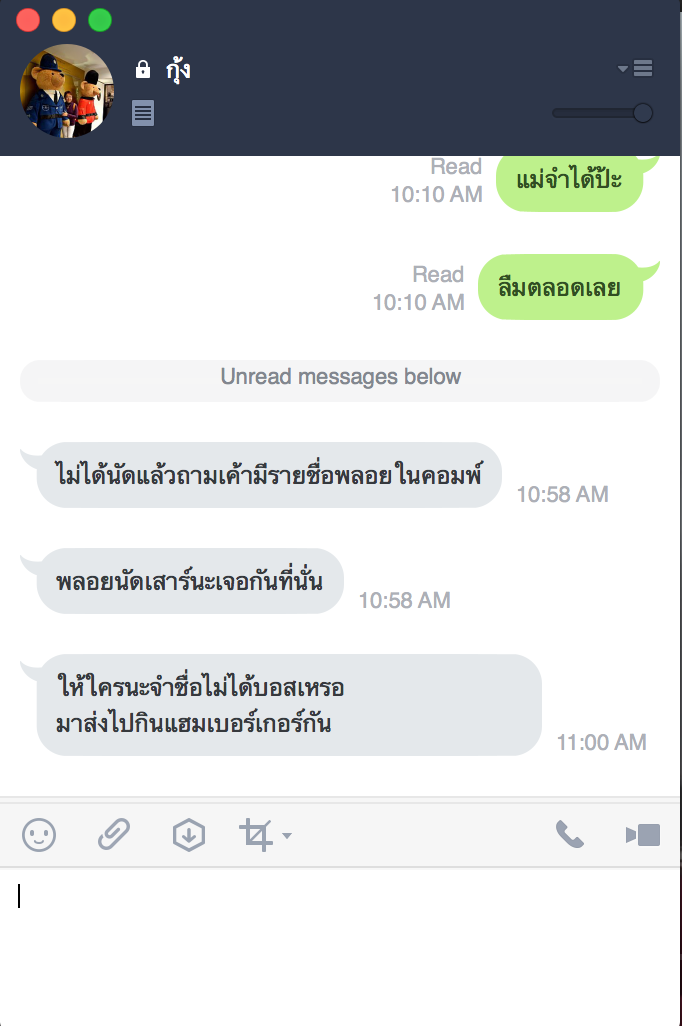 กุ้ง
Read
10:10 AM
แม่จำได้ป้ะ
Read
10:10 AM
ลืมตลอดเลย
Unread messages below
ไม่ได้นัดแล้วถามเค้ามีรายชื่อพลอยในคอมพ์
10:58 AM
พลอยนัดเสาร์นะเจอกันที่นั่น
10:58 AM
ให้ใครนะจำชื่อไม่ได้บอสเหรอ
มาส่งไปกินแฮมเบอร์เกอร์กัน
11:00 AM